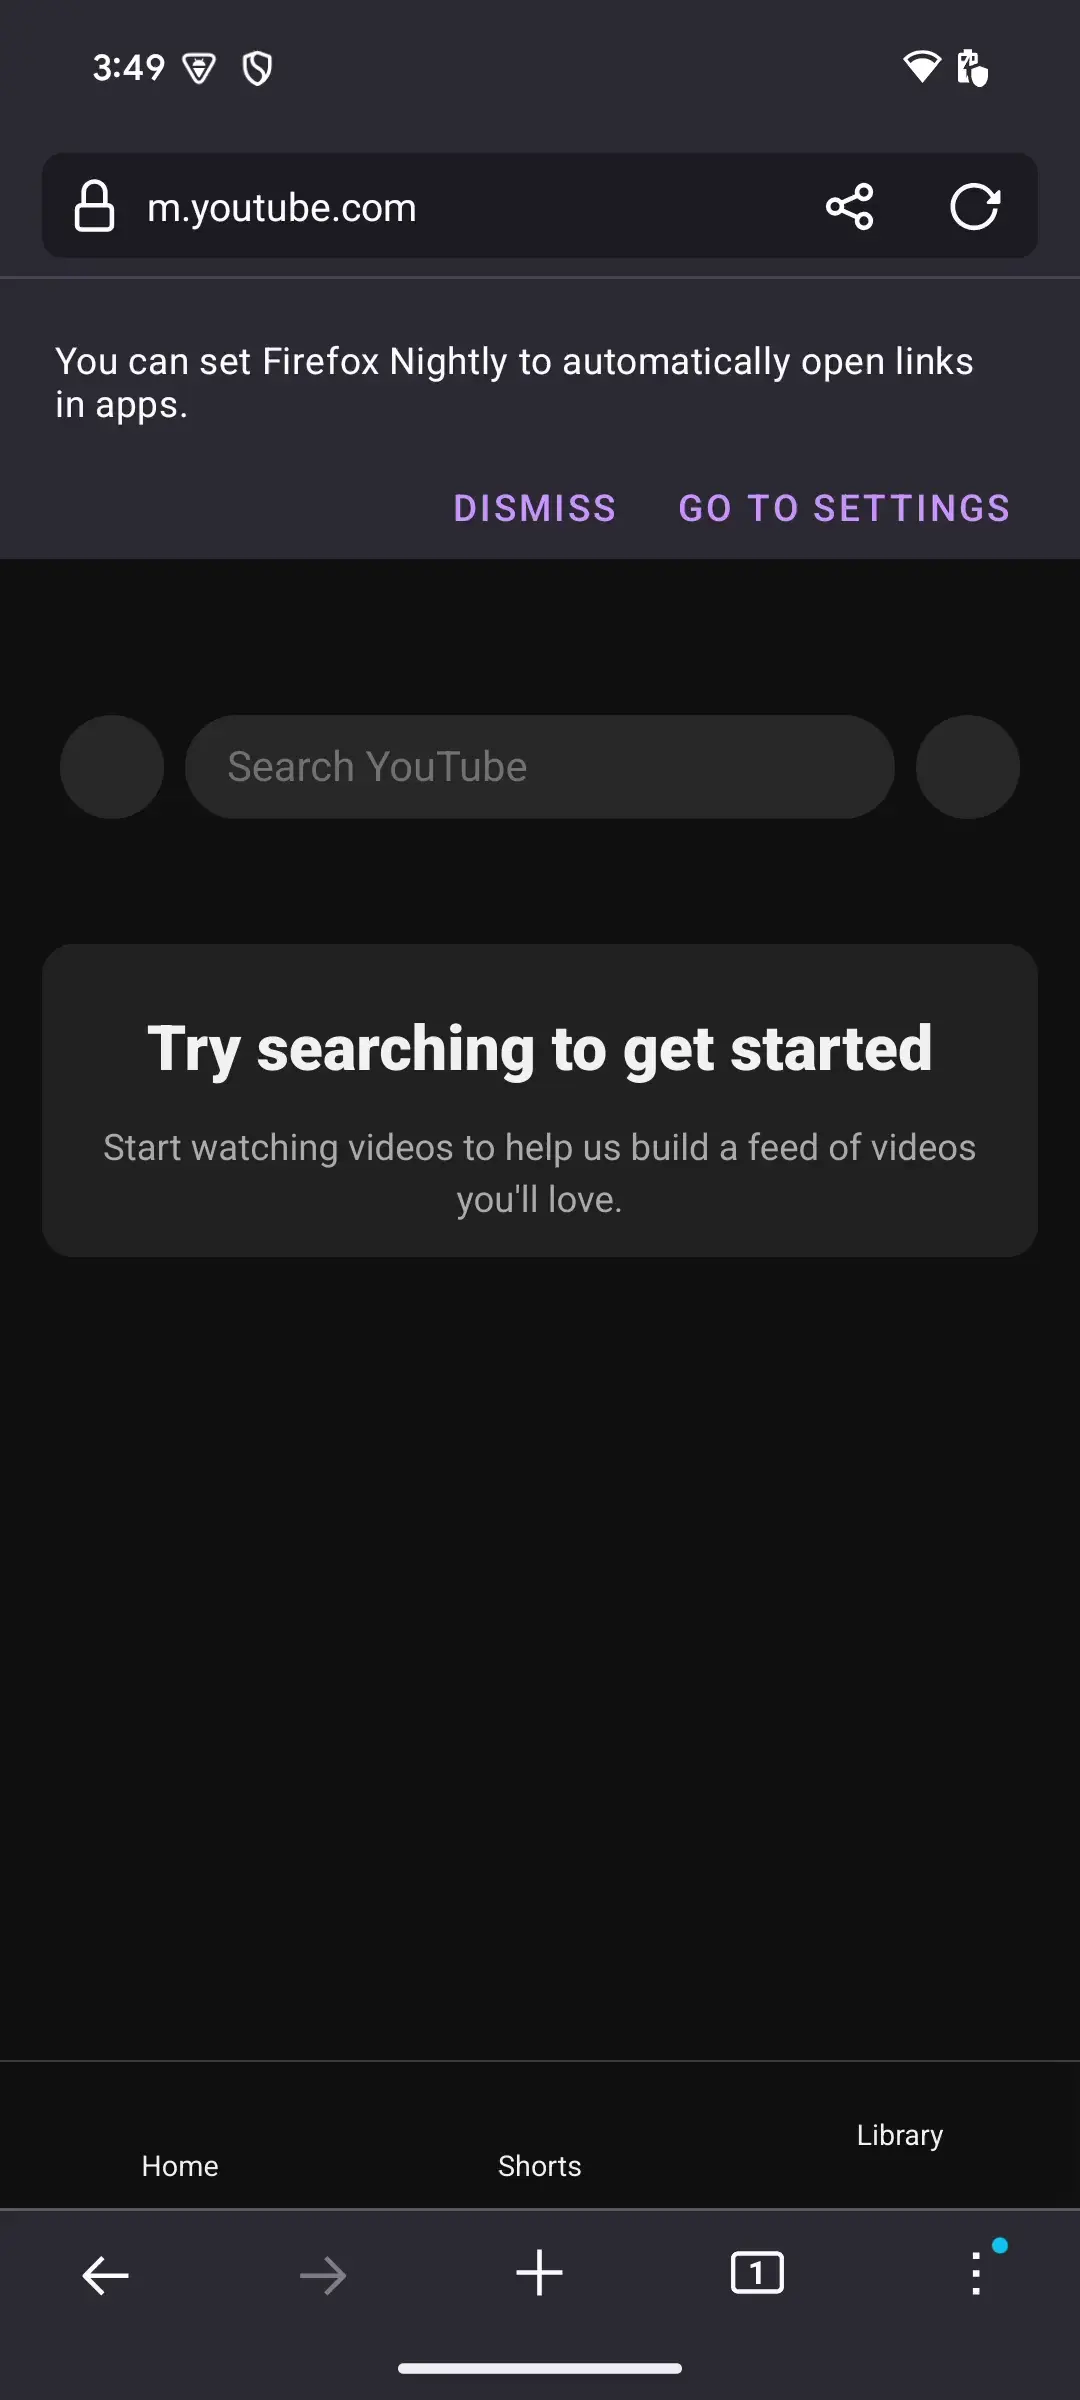 3:49
m.youtube.com
You can set Firefox Nightly to automatically open links
in apps.
DISMISS GO TO SETTINGS
Search YouTube
Try searching to get started
Start watching videos to help us build a feed of videos
you'll love.
Home
Shorts
Library
1